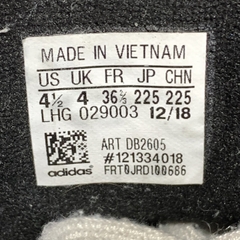 MADE IN VIETNAM
US UK FR JP CHN
4½ 4 36⅔ 225 225
LHG 029003 12/18
ART DB2605
#121334018
adidas FRT0JRD100686